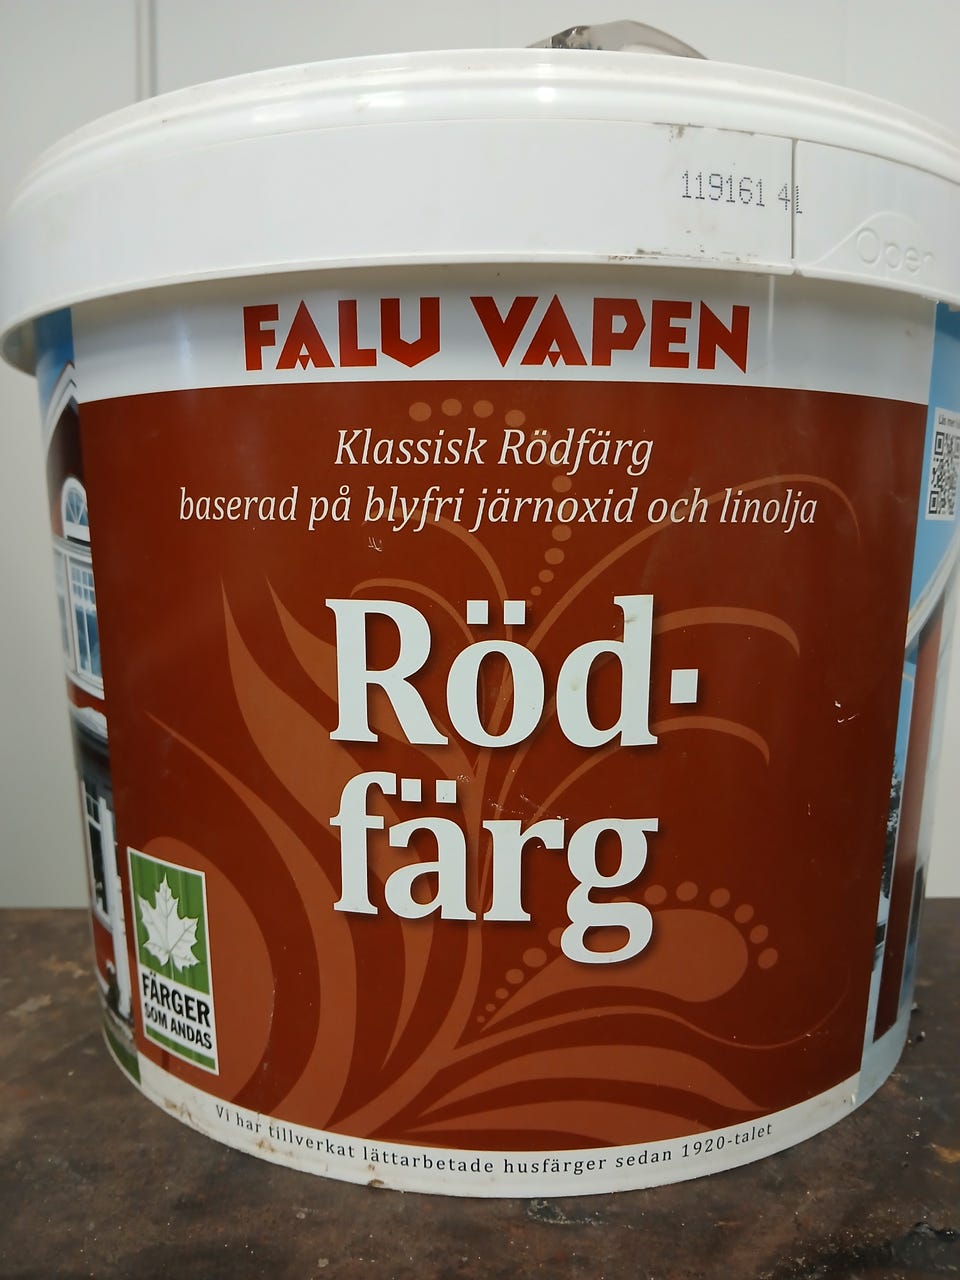 119161 41
Open
FALU VAPEN
Klassisk Rödfärg
baserad på blyfri järnoxid och linolja
Röd-
färg
FÄRGER
SOM ANDAS
Vi har tillverkat lättarbetade husfärger sedan 1920-talet